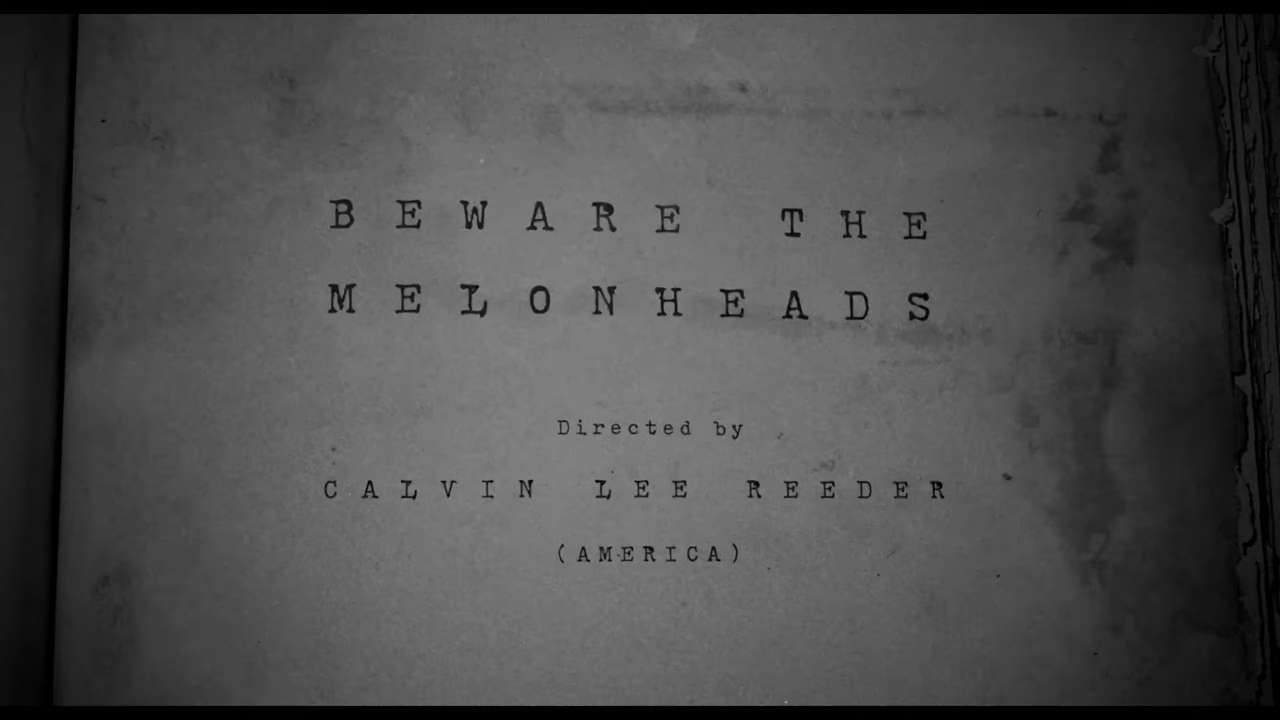 BEWARE THE
MELONHEADS
Directed by
CALVIN LEE REEDER
(AMERICA)